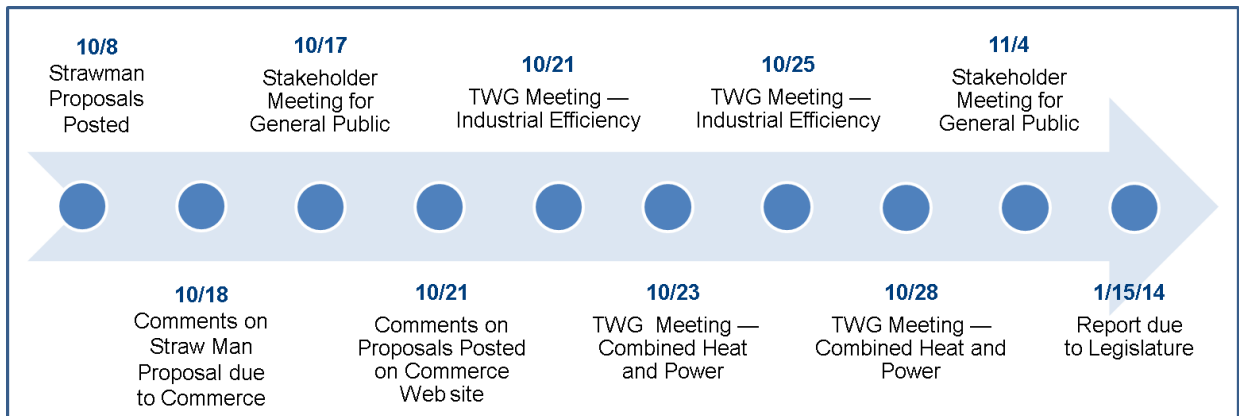 10/8
Strawman
Proposals
Posted
10/17
Stakeholder
Meeting for
General Public
10/21
TWG Meeting —
Industrial Efficiency
10/25
TWG Meeting —
Industrial Efficiency
11/4
Stakeholder
Meeting for
General Public
10/18
Comments on
Straw Man
Proposal due
to Commerce
10/21
Comments on
Proposals Posted
on Commerce
Web site
10/23
TWG Meeting —
Combined Heat
and Power
10/28
TWG Meeting —
Combined Heat and
Power
1/15/14
Report due
to Legislature